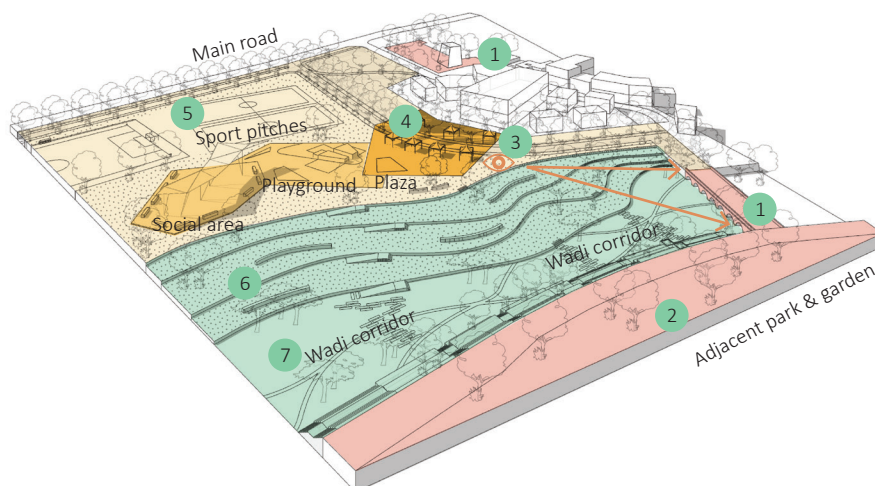 Main road
1
5
Sport pitches
4
3
Playground
Plaza
Social area
1
Wadi corridor
6
2
Wadi corridor
7
Adjacent park & garden